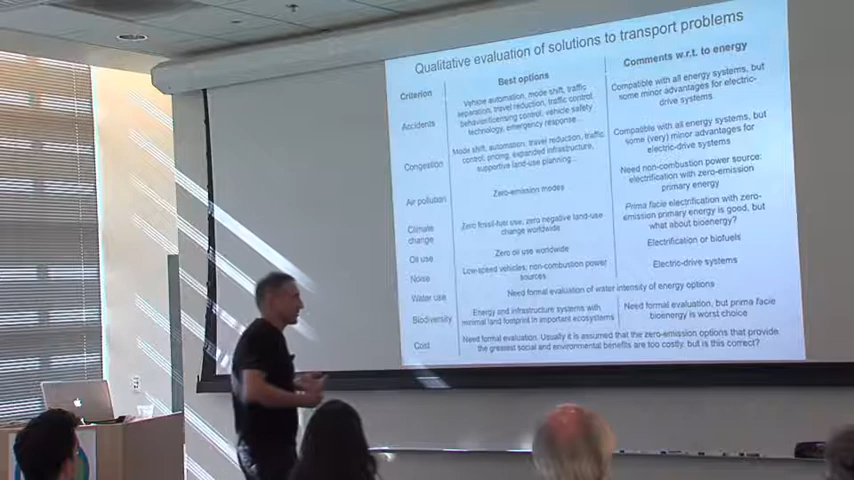 Qualitative evaluation of solutions to transport problems
Criterion
Best options
Comments w.r.t. to energy
Accidents
Vehicle automation, mode shift, traffic
separation, travel reduction, traffic control,
behavior/licensing control, vehicle safety
technology, emergency response...
Compatible with all energy systems, but
some minor advantages for electric-
drive systems.
Congestion
Mode shift, automation, travel reduction, traffic
control, pricing, expanded infrastructure,
supportive land-use planning...
Compatible with all energy systems, but
some (very) minor advantages for
electric-drive systems
Air pollution
Zero-emission modes
Need non-combustion power source:
electrification with zero-emission
primary energy
Climate
change
Zero fossil-fuel use, zero negative land-use
change worldwide
Prima facie electrification with zero-
emission primary energy is good, but
what about bioenergy?
Oil use
Zero oil use worldwide
Electrification or biofuels
Noise
Low-speed vehicles; non-combustion power
sources
Electric-drive systems
Water use
Need formal evaluation of water intensity of energy options
Biodiversity
Energy and infrastructure systems with
minimal land footprint in important ecosystems
Need formal evaluation, but prima facie
bioenergy is worst choice
Cost
Need formal evaluation. Usually it is assumed that the zero-emission options that provide
the greatest social and environmental benefits are too costly, but is this correct?